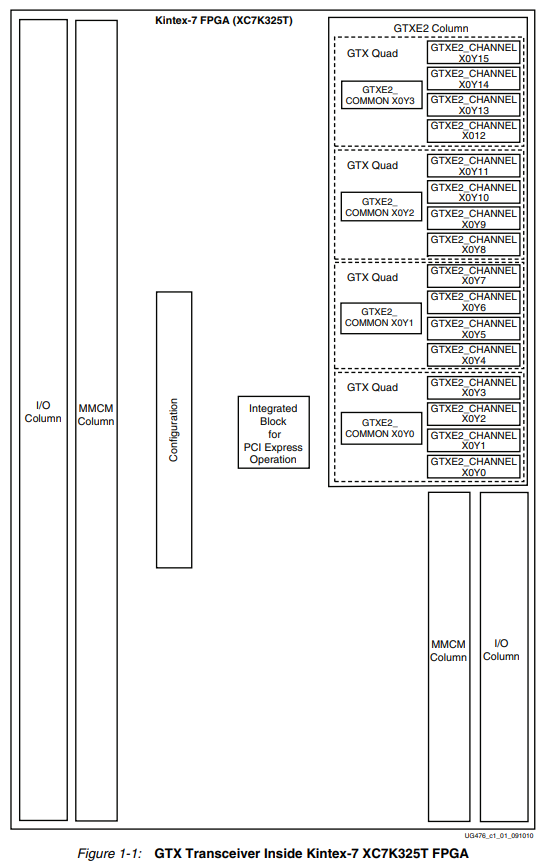 Kintex-7 FPGA (XC7K325T)
GTXE2 Column
GTX Quad
GTXE2_
COMMON X0Y3
GTXE2_CHANNEL
X0Y15
GTXE2_CHANNEL
X0Y14
GTXE2_CHANNEL
X0Y13
GTXE2_CHANNEL
X012
GTX Quad
GTXE2_
COMMON X0Y2
GTXE2_CHANNEL
X0Y11
GTXE2_CHANNEL
X0Y10
GTXE2_CHANNEL
X0Y9
GTXE2_CHANNEL
X0Y8
GTX Quad
GTXE2_
COMMON X0Y1
GTXE2_CHANNEL
X0Y7
GTXE2_CHANNEL
X0Y6
GTXE2_CHANNEL
X0Y5
GTXE2_CHANNEL
X0Y4
GTX Quad
GTXE2_
COMMON X0Y0
GTXE2_CHANNEL
X0Y3
GTXE2_CHANNEL
X0Y2
GTXE2_CHANNEL
X0Y1
GTXE2_CHANNEL
X0Y0
I/O
Column
MMCM
Column
Configuration
Integrated
Block
for
PCI Express
Operation
MMCM
Column
I/O
Column
UG476_c1_01_091010
Figure 1-1: GTX Transceiver Inside Kintex-7 XC7K325T FPGA